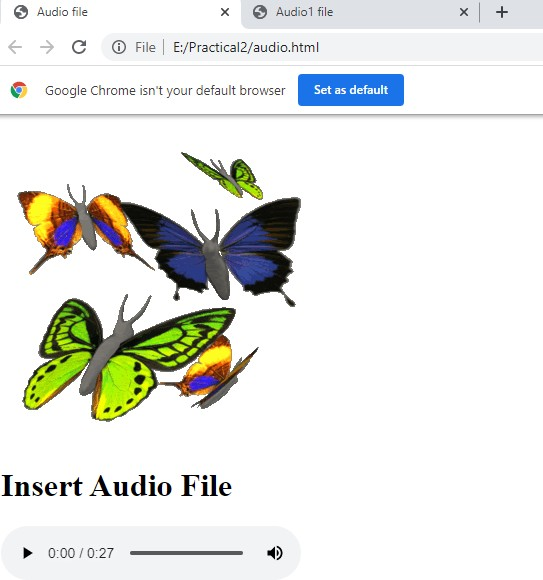 Audio file
Audio1 file
File
E:/Practical2/audio.html
Google Chrome isn't your default browser
Set as default
Insert Audio File
0:00 / 0:27